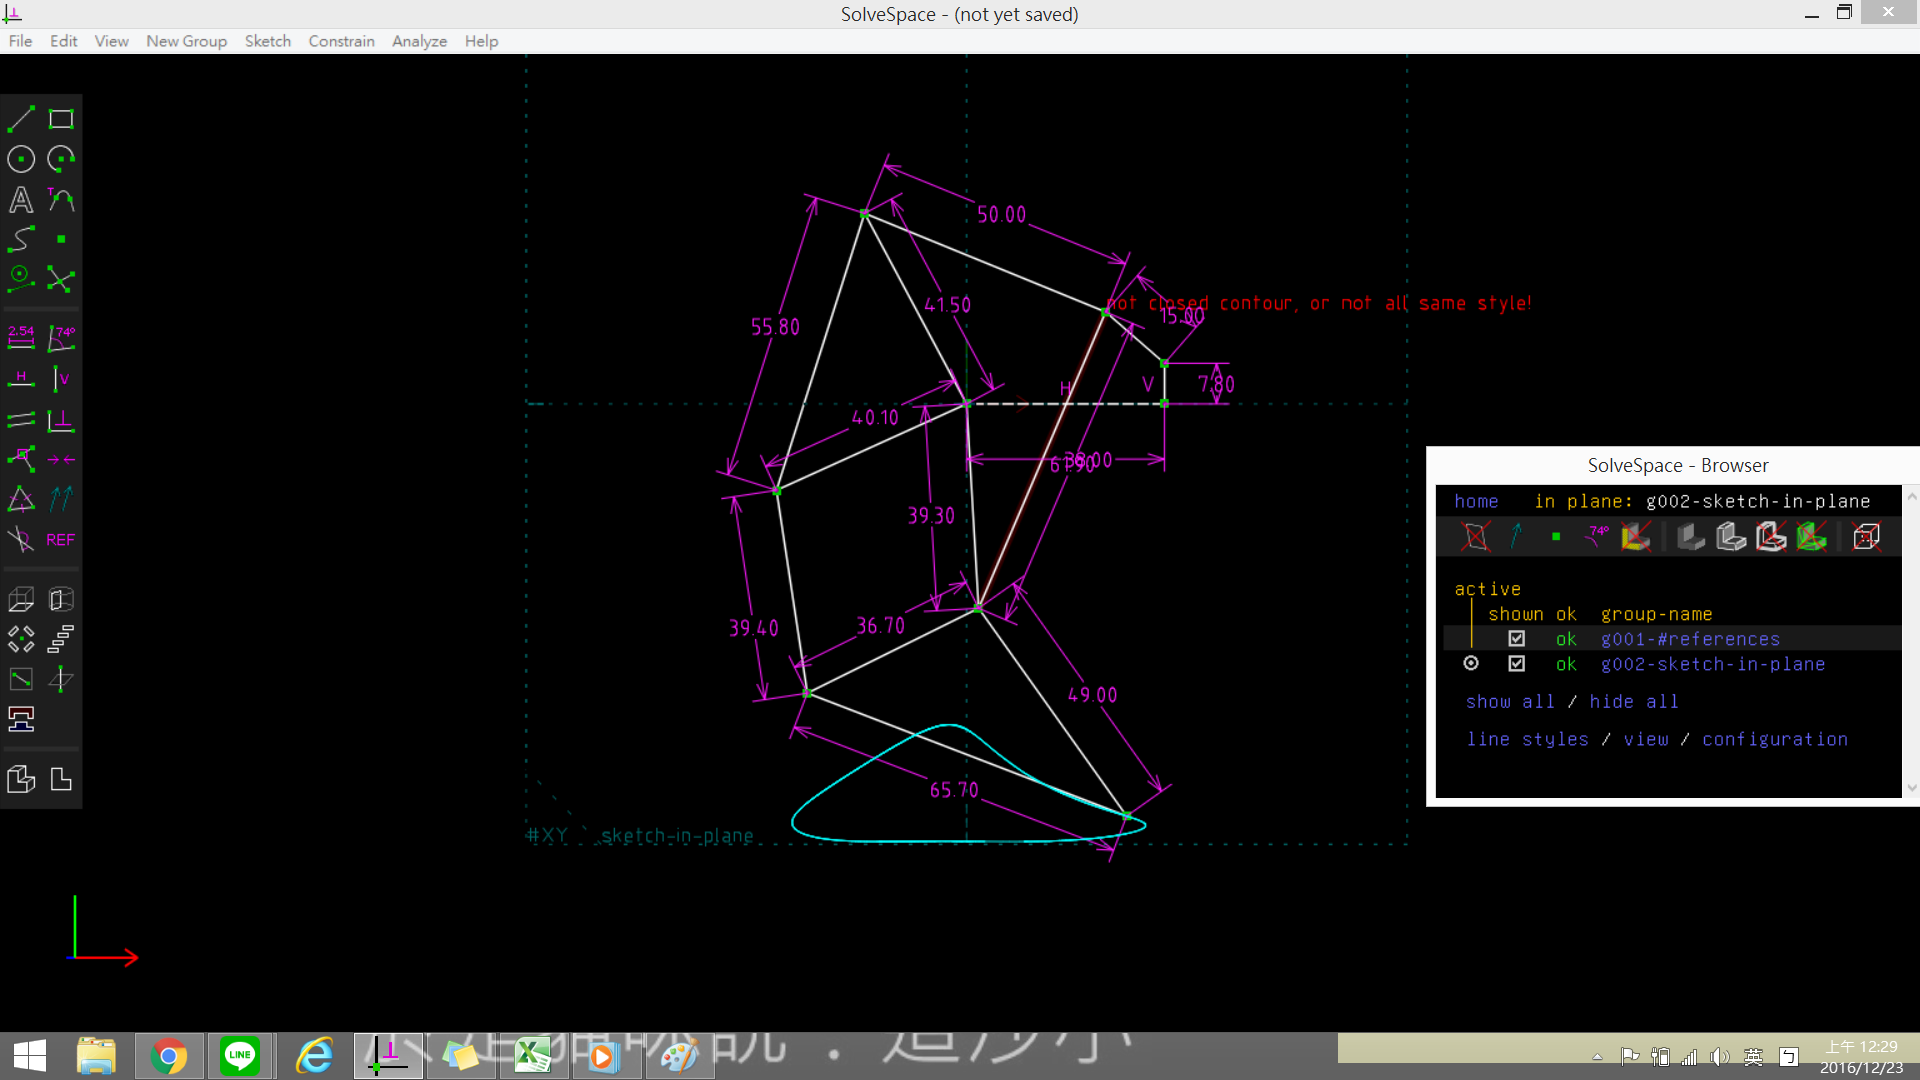 SolveSpace - (not yet saved)
File Edit View New Group Sketch Constrain Analyze Help
50.00
41.50
55.80
not closed contour, or not all same style!
15.00
H
V
7.80
40.10
61.90
38.00
39.30
36.70
39.40
49.00
65.70
#XY
sketch-in-plane
A
T
2.54
74°
H
V
REF
SolveSpace - Browser
home in plane: g002-sketch-in-plane
74°
active
shown ok group-name
ok g001-#references
ok g002-sketch-in-plane
show all / hide all
line styles / view / configuration
LINE
說：造
英
ㄅ
上午 12:29
2016/12/23